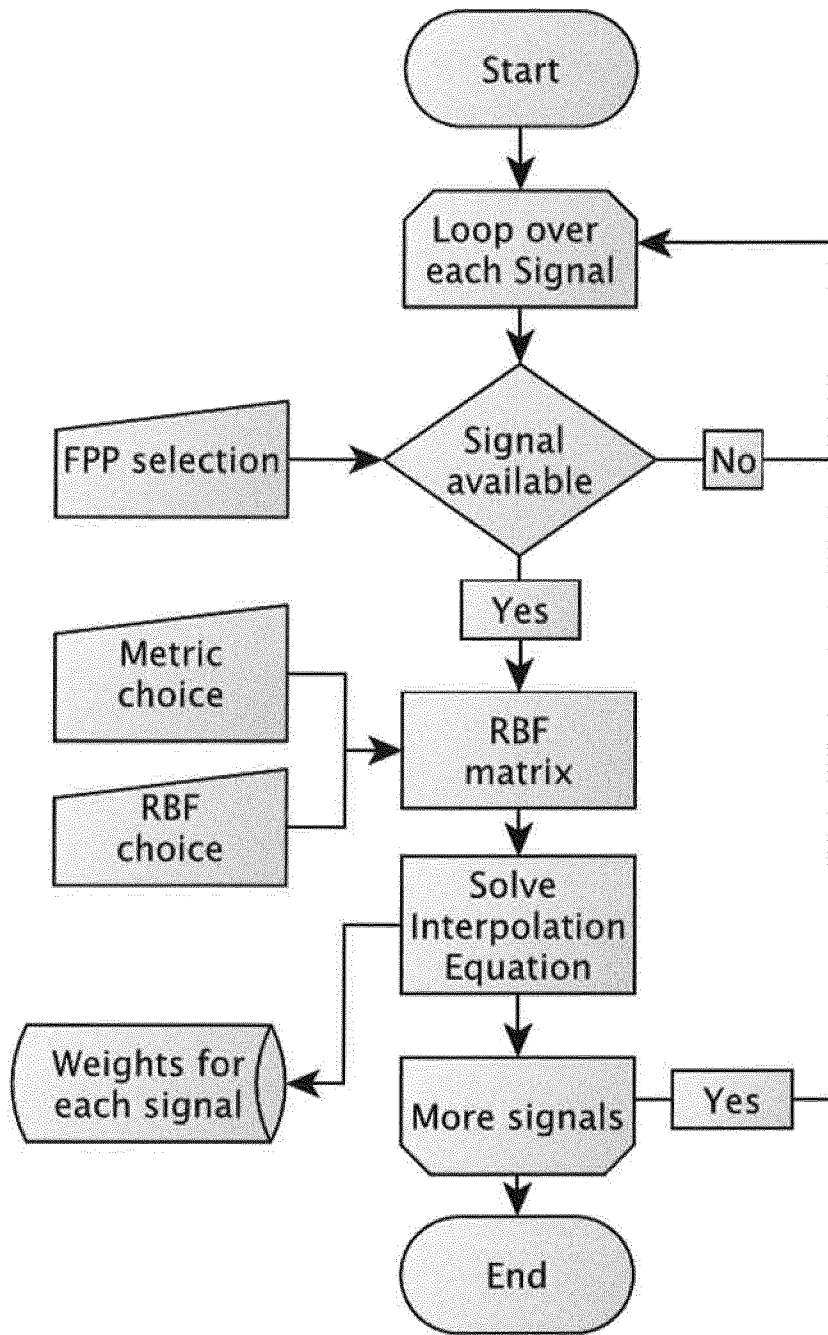 Start
Loop over
each Signal
FPP selection
Signal
available
No
Yes
Metric
choice
RBF
matrix
RBF
choice
Solve
Interpolation
Equation
Weights for
each signal
More signals
Yes
End